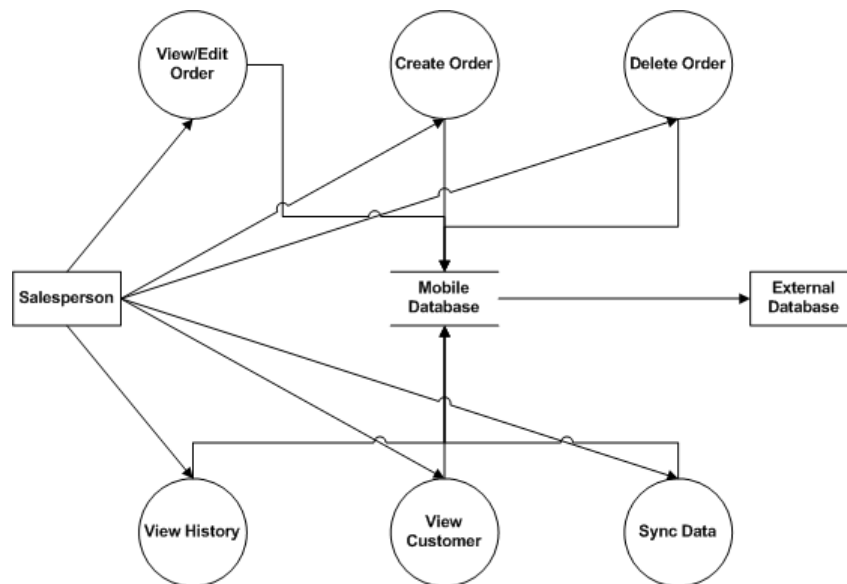 View/Edit
Order
Create Order
Delete Order
Salesperson
Mobile
Database
External
Database
View History
View
Customer
Sync Data